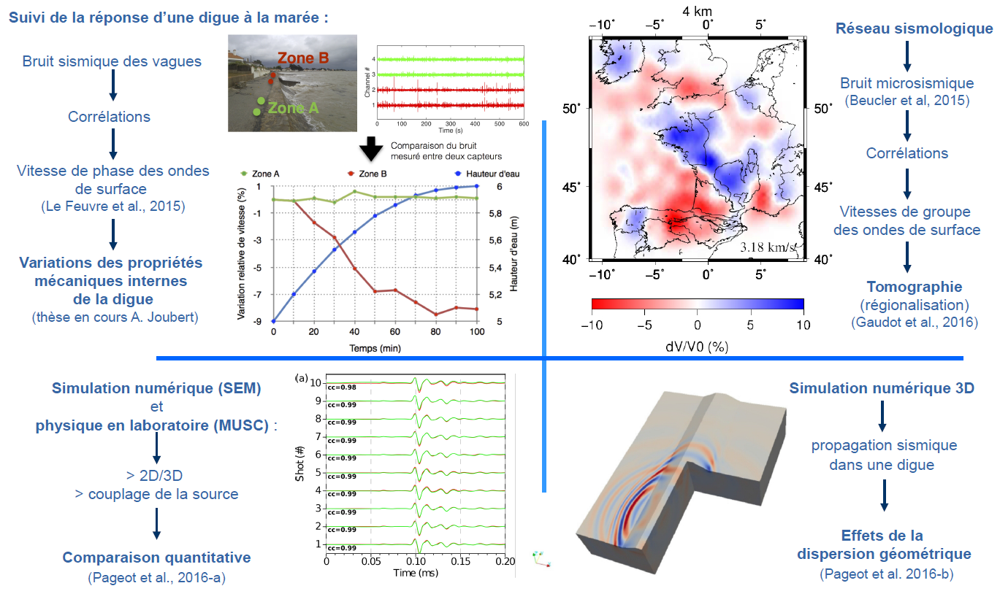 Suivi de la réponse d'une digue à la marée :
Bruit sismique des vagues
Corrélations
Vitesse de phase des ondes
de surface
(Le Feuvre et al., 2015)
Variations des propriétés
mécaniques internes
de la digue
(thèse en cours A. Joubert)
Zone B
Zone A
Channel #
4
3
2
1
0 100 200 300 400 500 600
Time (s)
Comparaison du bruit
mesuré entre deux capteurs
Zone A Zone B Hauteur d'eau
Variation relative de vitesse (%)
1
-1
-3
-5
-7
-9
6
5,8
5,6
5,4
5,2
5
Hauteur d'eau (m)
0 20 40 60 80 100
Temps (min)
4 km
−10° −5° 0° 5°
50° 50°
45° 45°
40° 40°
3.18 km/s
−10° −5° 0° 5°
−10 −5 0 5 10
dV/V0 (%)
Réseau sismologique
Bruit microsismique
(Beucler et al, 2015)
Corrélations
Vitesses de groupe
des ondes de surface
Tomographie
(régionalisation)
(Gaudot et al., 2016)
Simulation numérique (SEM)
et
physique en laboratoire (MUSC) :
> 2D/3D
> couplage de la source
Comparaison quantitative
(Pageot et al., 2016-a)
(a)
Shot (#)
10 cc=0.98
9 cc=0.99
8 cc=0.99
7 cc=0.99
6 cc=0.99
5 cc=0.99
4 cc=0.99
3 cc=0.99
2 cc=0.99
1 cc=0.99
0 0.05 0.10 0.15 0.20
Time (ms)
Simulation numérique 3D
propagation sismique
dans une digue
Effets de la
dispersion géométrique
(Pageot et al. 2016-b)